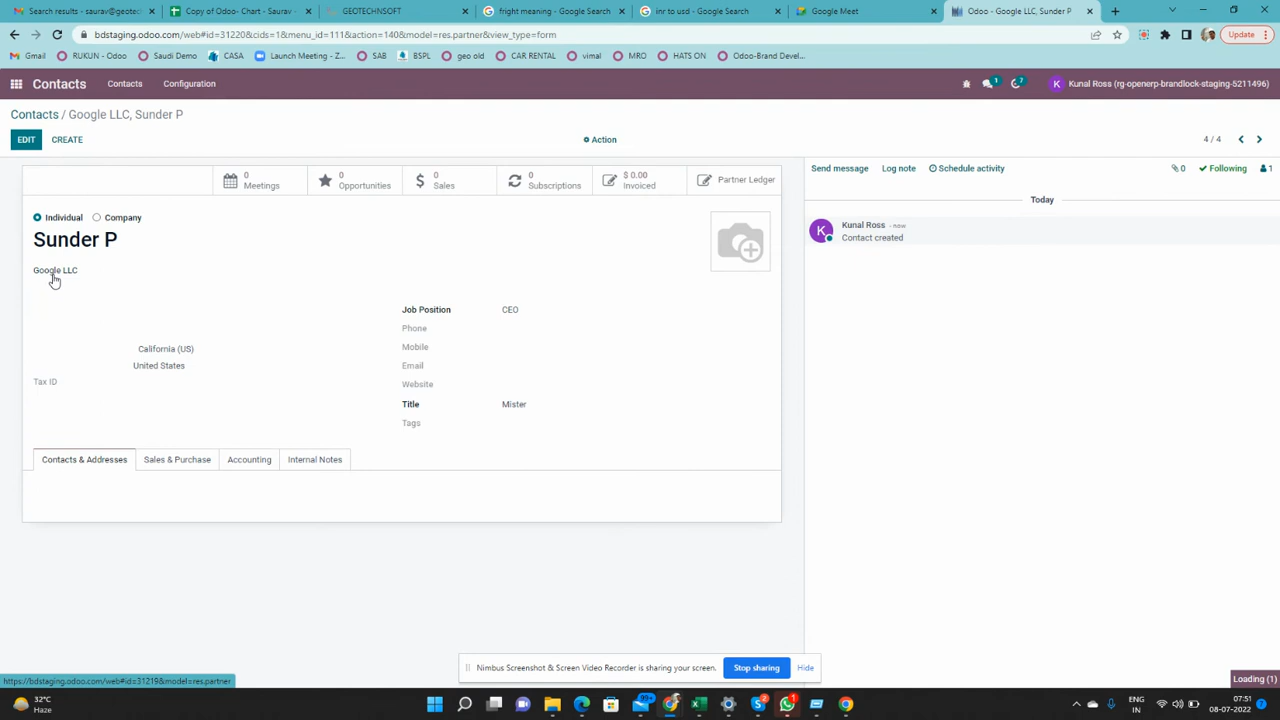 Search results - saurav@geotec
Copy of Odoo- Chart - Saurav -
GEOTECHNSOFT
fright meaning - Google Search
inr to usd - Google Search
Google Meet
Odoo - Google LLC, Sunder P
bdstaging.odoo.com/web#id=31220&cids=1&menu_id=111&action=140&model=res.partner&view_type=form
Update
Gmail
RUKUN - Odoo
Saudi Demo
CASA
Launch Meeting - Z...
SAB
BSPL
geo old
CAR RENTAL
vimal
MRO
HATS ON
Odoo-Brand Devel...
Contacts
Contacts
Configuration
1
7
K
Kunal Ross (rg-openerp-brandlock-staging-5211496)
Contacts / Google LLC, Sunder P
EDIT
CREATE
Action
4 / 4
0 Meetings
0 Opportunities
0 Sales
0 Subscriptions
$ 0.00 Invoiced
Partner Ledger
Send message
Log note
Schedule activity
0
Following
1
Today
Individual
Company
Sunder P
K
Kunal Ross - now
Contact created
Google LLC
Job Position
CEO
Phone
Mobile
California (US)
United States
Email
Tax ID
Website
Title
Mister
Tags
Contacts & Addresses
Sales & Purchase
Accounting
Internal Notes
Nimbus Screenshot & Screen Video Recorder is sharing your screen.
Stop sharing
Hide
https://bdstaging.odoo.com/web#id=31219&model=res.partner
Loading (1)
32°C
Haze
99+
2
1
ENG
IN
07:51
08-07-2022